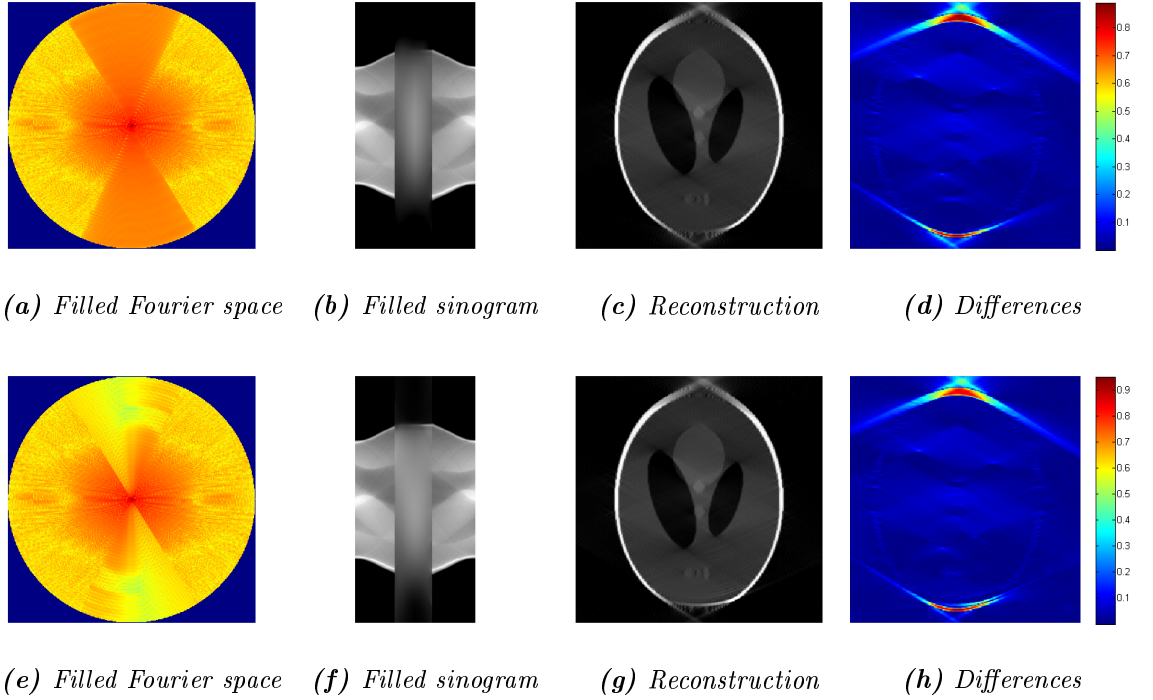 0.8
0.7
0.6
0.5
0.4
0.3
0.2
0.1
(a) Filled Fourier space
(b) Filled sinogram
(c) Reconstruction
(d) Differences
0.9
0.8
0.7
0.6
0.5
0.4
0.3
0.2
0.1
(e) Filled Fourier space
(f) Filled sinogram
(g) Reconstruction
(h) Differences